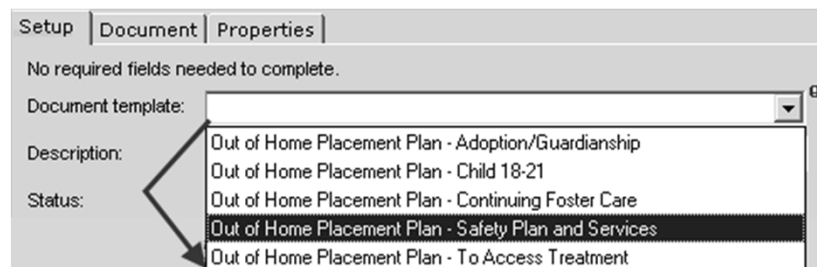 Setup Document Properties
No required fields needed to complete.
Document template:
Out of Home Placement Plan - Adoption/Guardianship
Description:
Out of Home Placement Plan - Child 18-21
Status:
Out of Home Placement Plan - Continuing Foster Care
Out of Home Placement Plan - Safety Plan and Services
Out of Home Placement Plan - To Access Treatment